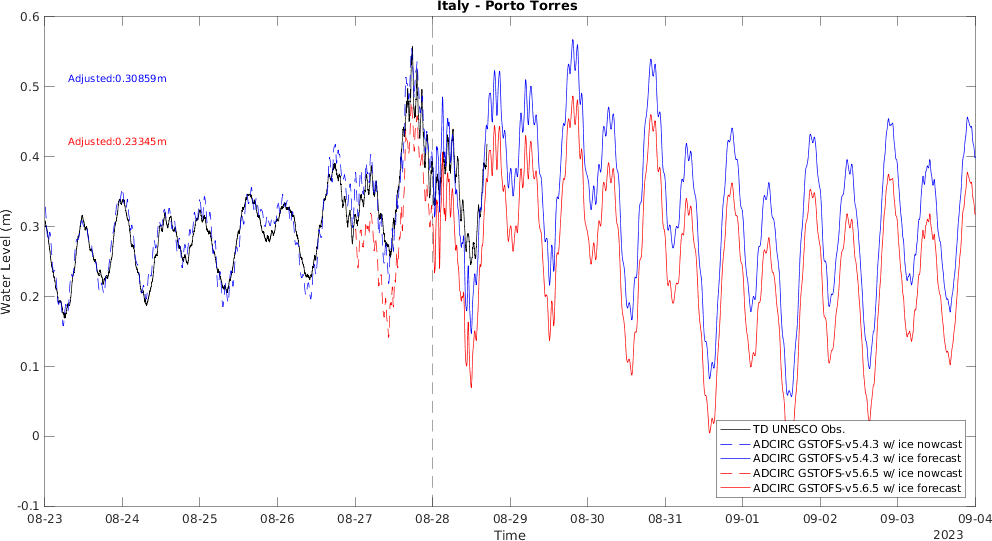 Italy - Porto Torres
0.6
0.5
0.4
0.3
0.2
0.1
0
-0.1
Water Level (m)
Adjusted:0.30859m
Adjusted:0.23345m
TD UNESCO Obs.
ADCIRC GSTOFS-v5.4.3 w/ ice nowcast
ADCIRC GSTOFS-v5.4.3 w/ ice forecast
ADCIRC GSTOFS-v5.6.5 w/ ice nowcast
ADCIRC GSTOFS-v5.6.5 w/ ice forecast
08-23 08-24 08-25 08-26 08-27 08-28 08-29 08-30 08-31 09-01 09-02 09-03 09-04
Time
2023